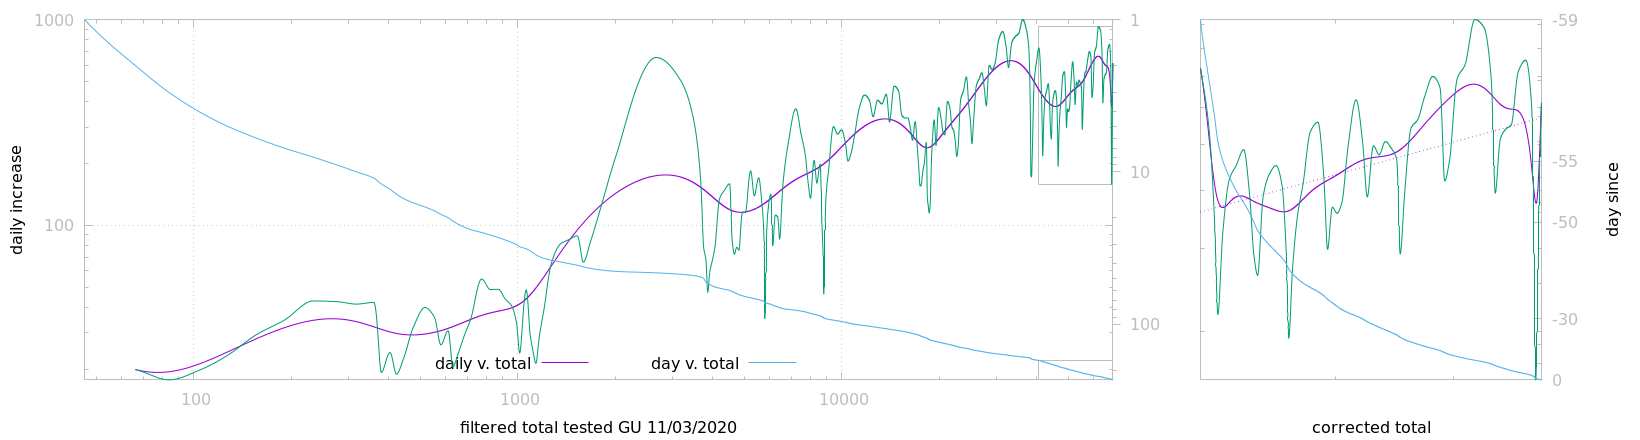 1000
100
daily increase
daily v. total
day v. total
100
1000
10000
filtered total tested GU 11/03/2020
1
10
100
-59
-55
-50
-30
0
day since
corrected total